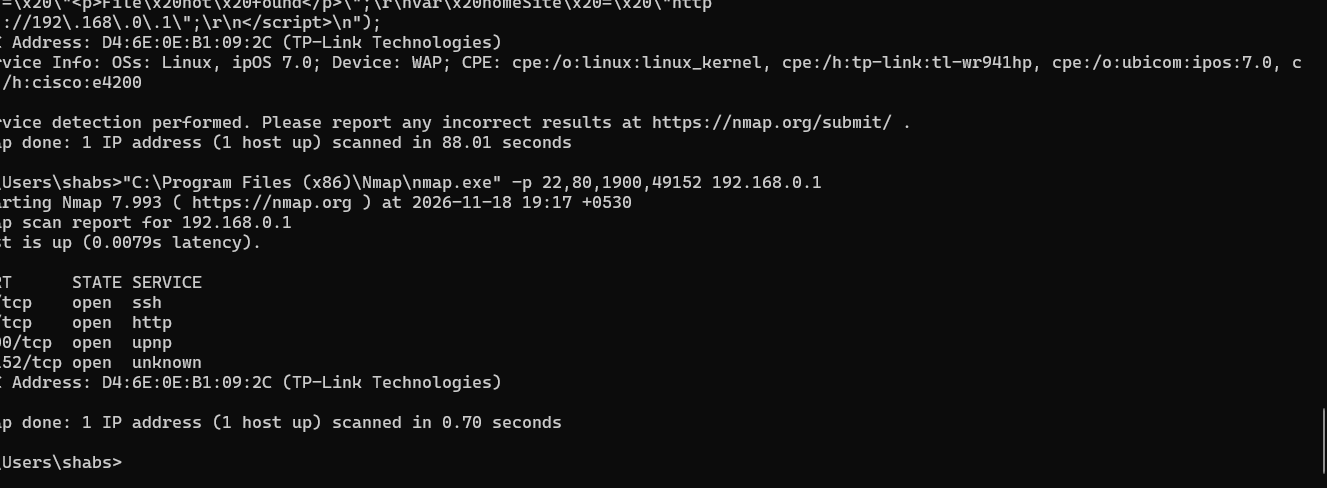 =\x20\"<p>File\x20not\x20found</p>\";\r\nvar\x20homeSite\x20=\x20\"http
://192\.168\.0\.1\";\r\n</script>\n");
C Address: D4:6E:0E:B1:09:2C (TP-Link Technologies)
rvice Info: OSs: Linux, ipOS 7.0; Device: WAP; CPE: cpe:/o:linux:linux_kernel, cpe:/h:tp-link:tl-wr941hp, cpe:/o:ubicom:ipos:7.0, c
/h:cisco:e4200
rvice detection performed. Please report any incorrect results at https://nmap.org/submit/ .
ap done: 1 IP address (1 host up) scanned in 88.01 seconds
\Users\shabs>"C:\Program Files (x86)\Nmap\nmap.exe" -p 22,80,1900,49152 192.168.0.1
arting Nmap 7.993 ( https://nmap.org ) at 2026-11-18 19:17 +0530
ap scan report for 192.168.0.1
st is up (0.0079s latency).
RT STATE SERVICE
/tcp open ssh
/tcp open http
00/tcp open upnp
152/tcp open unknown
C Address: D4:6E:0E:B1:09:2C (TP-Link Technologies)
ap done: 1 IP address (1 host up) scanned in 0.70 seconds
\Users\shabs>